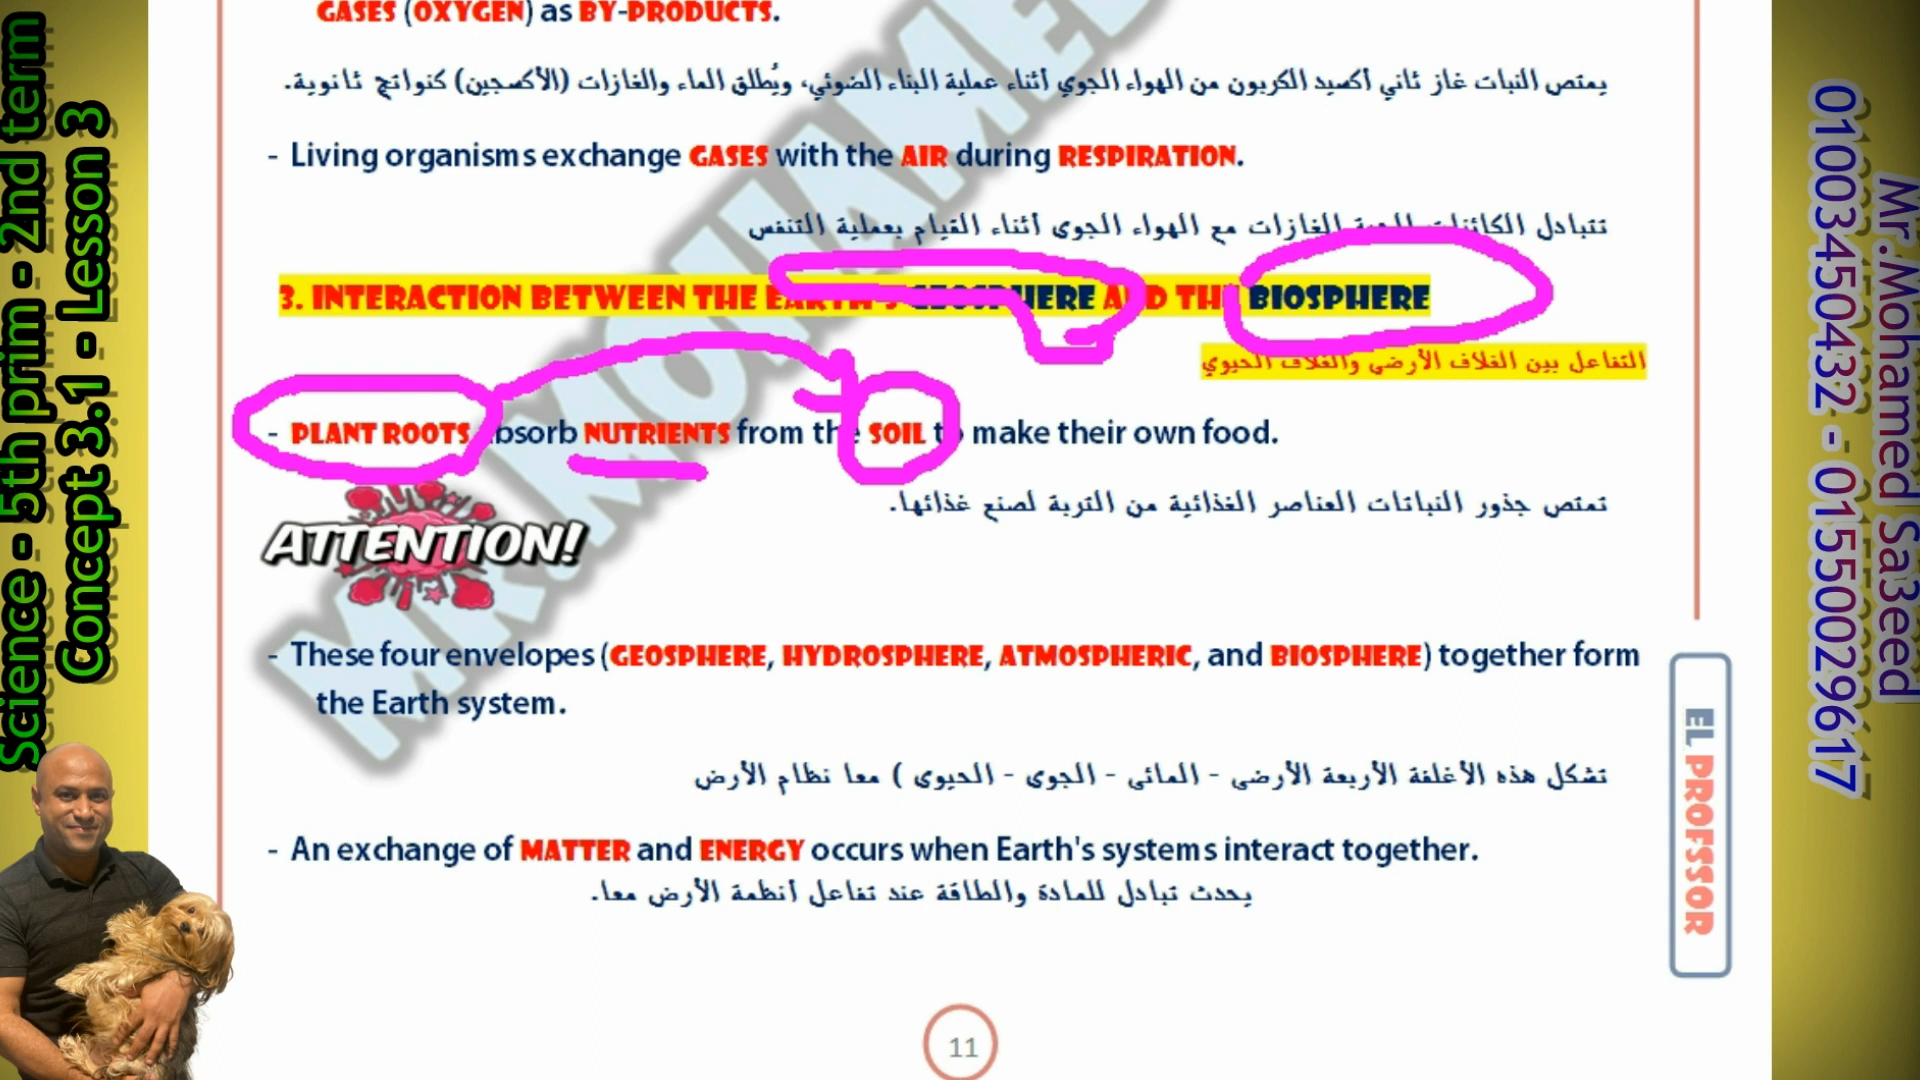 GASES (OXYGEN) as BY-PRODUCTS.
يمتص النبات غاز ثاني أكسيد الكربون من الهواء الجوي أثناء عملية البناء الضوئي، ويُطلق الماء والغازات (الأكسجين) كنواتج ثانوية.
- Living organisms exchange GASES with the AIR during RESPIRATION.
تتبادل الكائنات الحية الغازات مع الهواء الجوى أثناء القيام بعملية التنفس
3. INTERACTION BETWEEN THE EARTH'S GEOSPHERE AND THE BIOSPHERE
التفاعل بين الغلاف الأرضى والغلاف الحيوي
- PLANT ROOTS absorb NUTRIENTS from the SOIL to make their own food.
تمتص جذور النباتات العناصر الغذائية من التربة لصنع غذائها.
ATTENTION!
- These four envelopes (GEOSPHERE, HYDROSPHERE, ATMOSPHERIC, and BIOSPHERE) together form
the Earth system.
تشكل هذه الأغلفة الأربعة الأرضى - المائى - الجوى - الحيوى ) معا نظام الأرض
- An exchange of MATTER and ENERGY occurs when Earth's systems interact together.
يحدث تبادل للمادة والطاقة عند تفاعل أنظمة الأرض معا.
11
EL PROFSSOR
MR.MOHAMED
Science - 5th prim - 2nd term
Concept 3.1 - Lesson 3
Mr.Mohamed Sa3eed
01003450432 - 01550029617